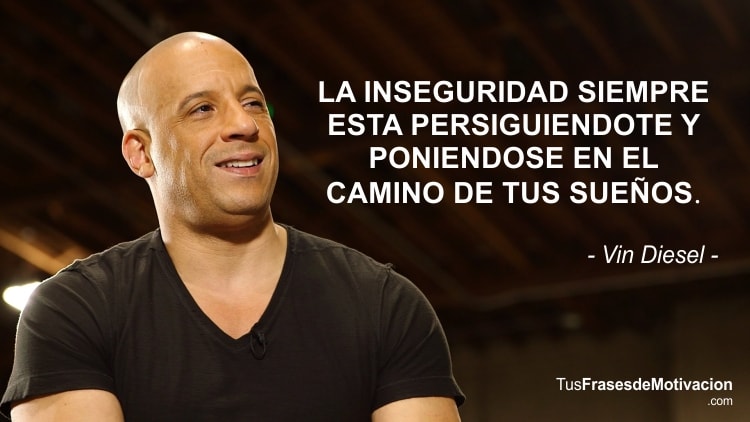 LA INSEGURIDAD SIEMPRE
ESTA PERSIGUIENDOTE Y
PONIENDOSE EN EL
CAMINO DE TUS SUEÑOS.
- Vin Diesel -
TusFrasesdeMotivacion
.com